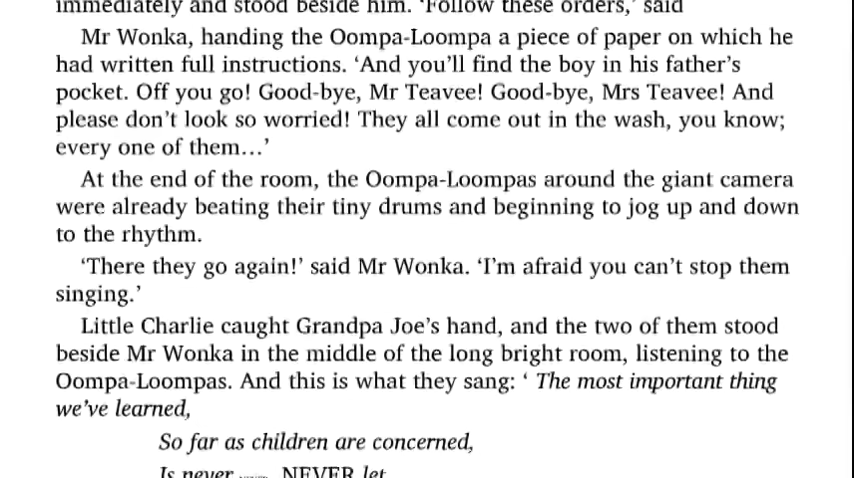 immediately and stood beside him. ‘Follow these orders,’ said
Mr Wonka, handing the Oompa-Loompa a piece of paper on which he
had written full instructions. ‘And you’ll find the boy in his father’s
pocket. Off you go! Good-bye, Mr Teavee! Good-bye, Mrs Teavee! And
please don’t look so worried! They all come out in the wash, you know;
every one of them…’
At the end of the room, the Oompa-Loompas around the giant camera
were already beating their tiny drums and beginning to jog up and down
to the rhythm.
‘There they go again!’ said Mr Wonka. ‘I’m afraid you can’t stop them
singing.’
Little Charlie caught Grandpa Joe’s hand, and the two of them stood
beside Mr Wonka in the middle of the long bright room, listening to the
Oompa-Loompas. And this is what they sang: ‘ The most important thing
we’ve learned,
So far as children are concerned,
Is never NEVER let